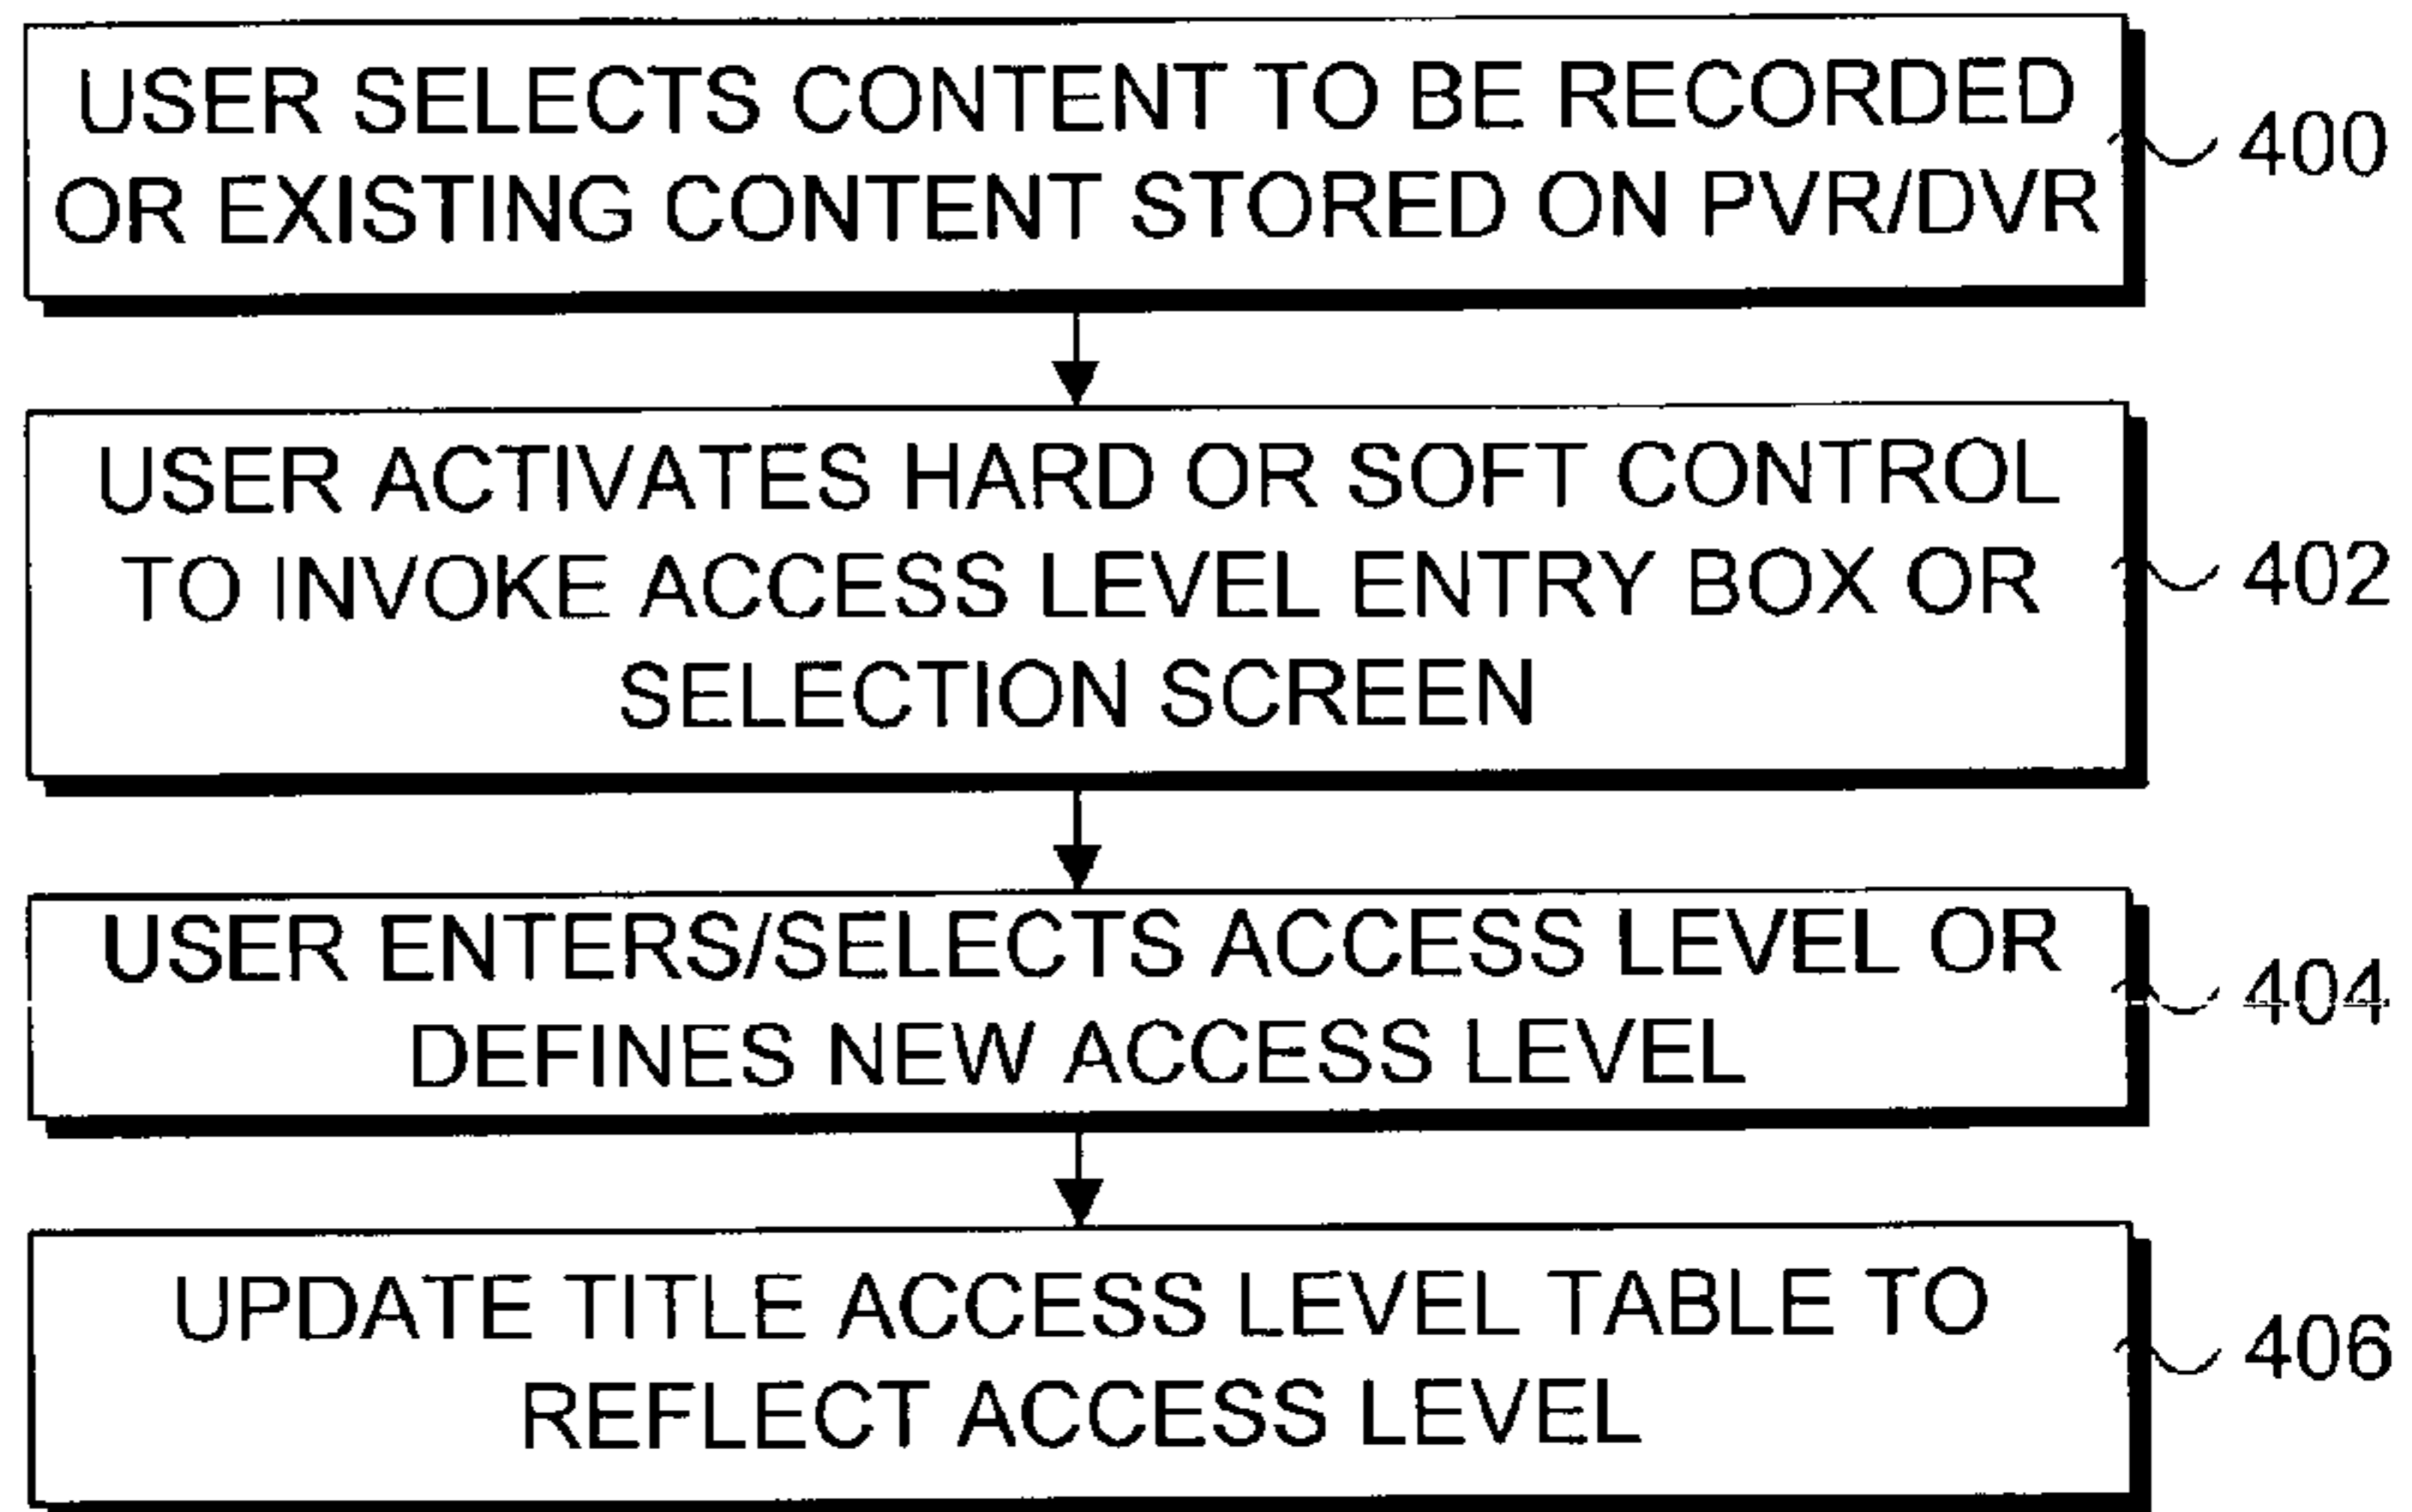 USER SELECTS CONTENT TO BE RECORDED
OR EXISTING CONTENT STORED ON PVR/DVR
400
USER ACTIVATES HARD OR SOFT CONTROL
TO INVOKE ACCESS LEVEL ENTRY BOX OR
SELECTION SCREEN
402
USER ENTERS/SELECTS ACCESS LEVEL OR
DEFINES NEW ACCESS LEVEL
404
UPDATE TITLE ACCESS LEVEL TABLE TO
REFLECT ACCESS LEVEL
406